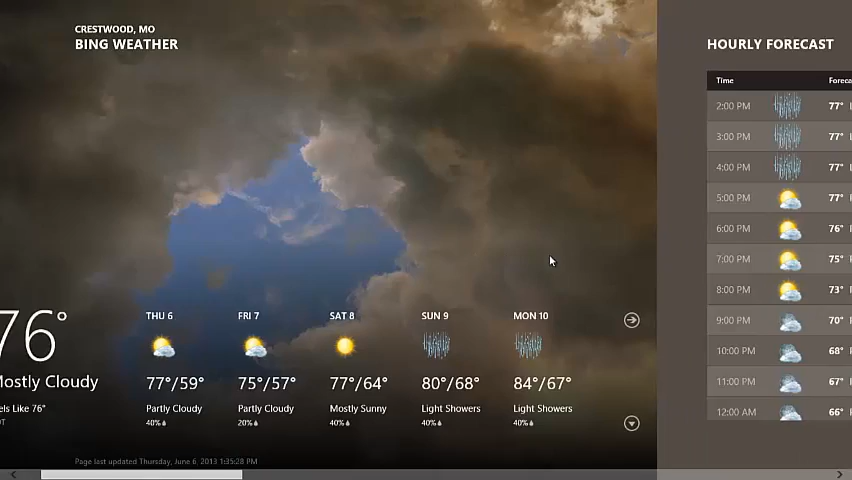 CRESTWOOD, MO
BING WEATHER
76°
Mostly Cloudy
Feels Like 76°
THU 6
77°/59°
Partly Cloudy
40%
FRI 7
75°/57°
Partly Cloudy
20%
SAT 8
77°/64°
Mostly Sunny
40%
SUN 9
80°/68°
Light Showers
40%
MON 10
84°/67°
Light Showers
40%
Page last updated Thursday, June 6, 2013 1:35:28 PM
HOURLY FORECAST
Time Foreca
2:00 PM 77°
3:00 PM 77°
4:00 PM 77°
5:00 PM 77°
6:00 PM 76°
7:00 PM 75°
8:00 PM 73°
9:00 PM 70°
10:00 PM 68°
11:00 PM 67°
12:00 AM 66°